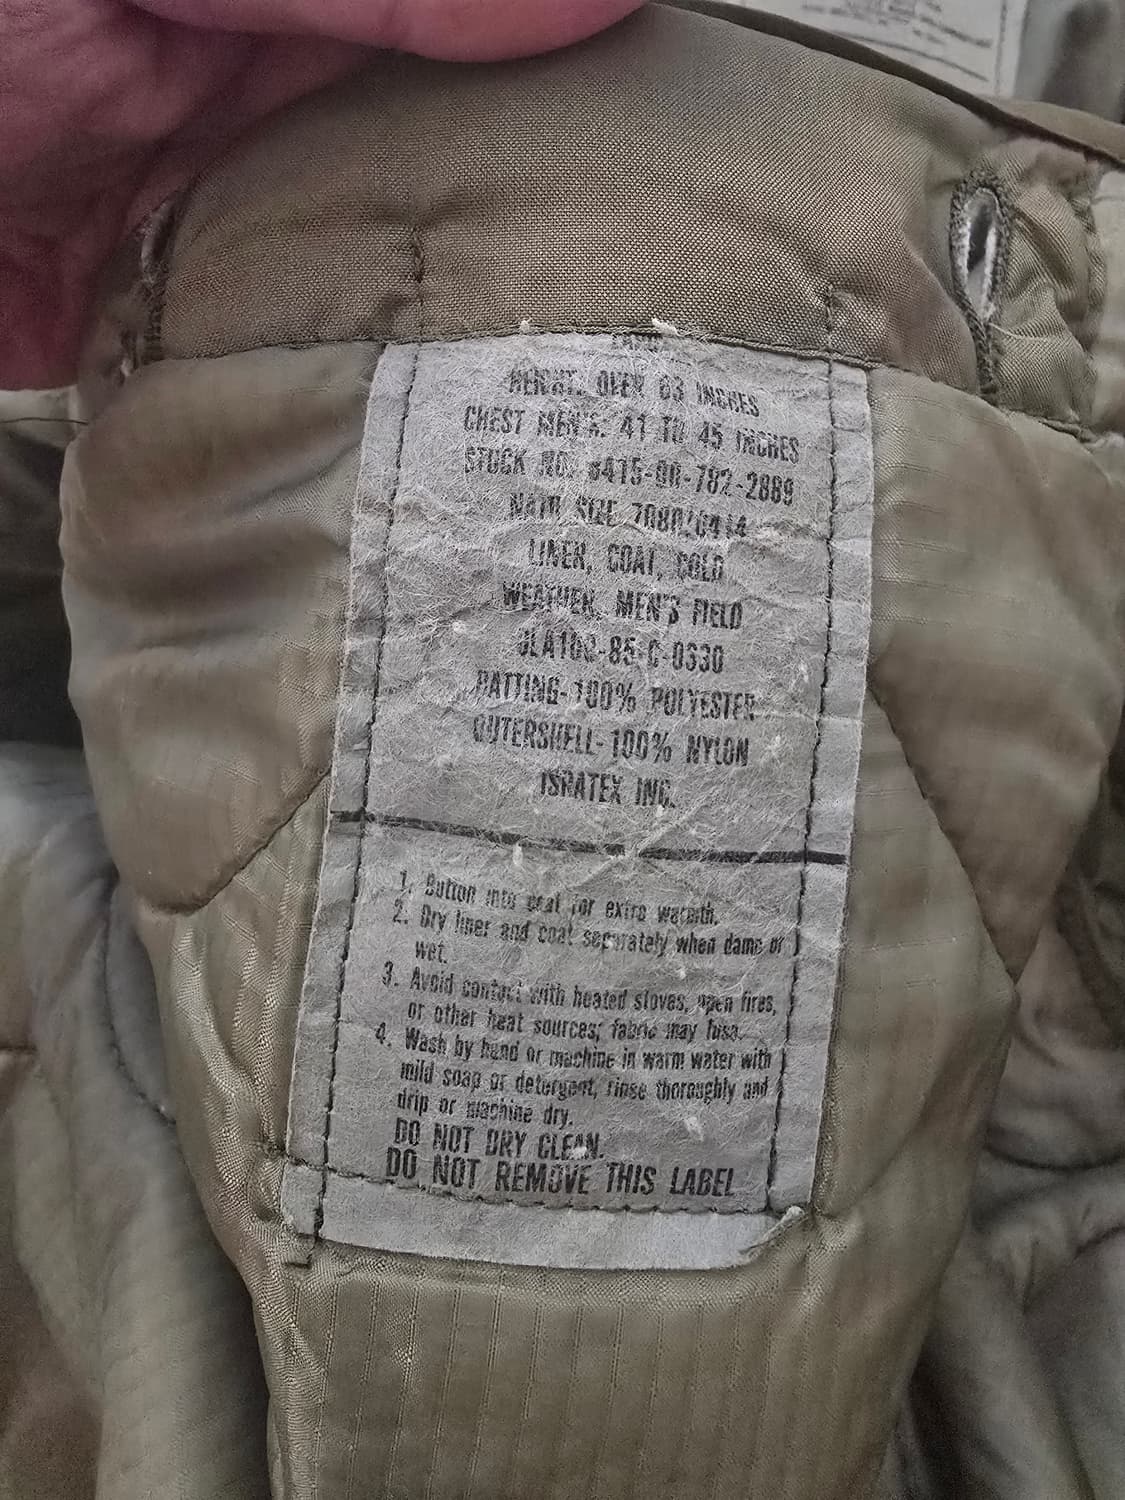 HEIGHT: OVER 63 INCHES
CHEST MEN'S: 41 TO 45 INCHES
STOCK NO: 8415-00-782-2889
NATO SIZE
LINER, COAT, COLD
WEATHER, MEN'S FIELD
DLA100-85-C-0630
BATTING-100% POLYESTER
OUTERSHELL-100% NYLON
ISRATEX INC.
1. Button into coat for extra warmth.
2. Dry liner and coat separately when damp or
wet.
3. Avoid contact with heated stoves, open fires,
or other heat sources; fabric may fuse.
4. Wash by hand or machine in warm water with
mild soap or detergent, rinse thoroughly and
drip or machine dry.
DO NOT DRY CLEAN.
DO NOT REMOVE THIS LABEL